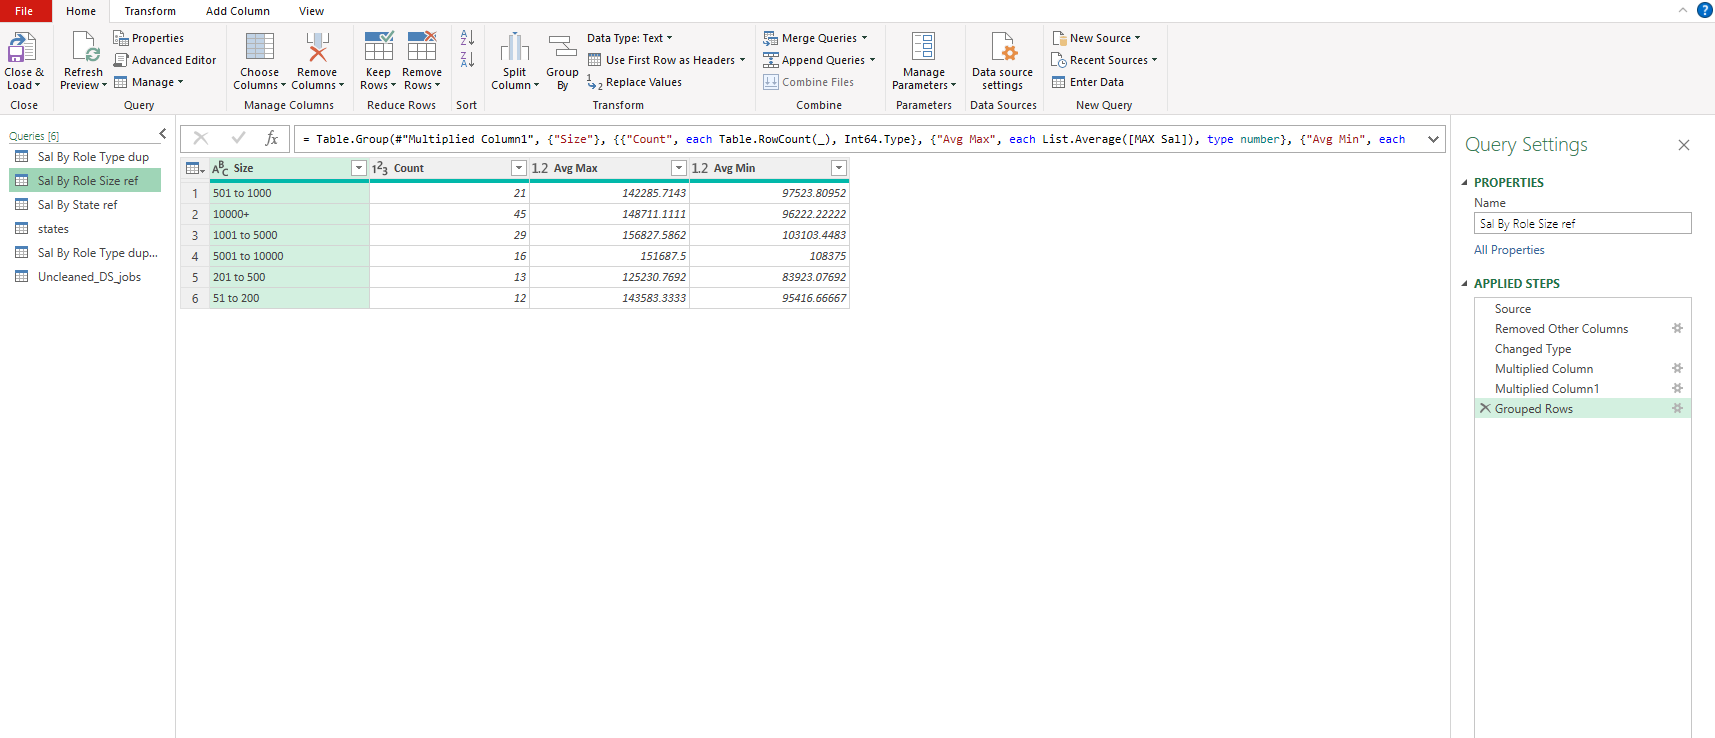 File Home Transform Add Column View
Close & Load
Close
Refresh Preview
Properties
Advanced Editor
Manage
Query
Choose Columns
Remove Columns
Manage Columns
Keep Rows
Remove Rows
Reduce Rows
Sort
Split Column
Group By
Data Type: Text
Use First Row as Headers
Replace Values
Transform
Merge Queries
Append Queries
Combine Files
Combine
Manage Parameters
Parameters
Data source settings
Data Sources
New Source
Recent Sources
Enter Data
New Query
Queries [6]
Sal By Role Type dup
Sal By Role Size ref
Sal By State ref
states
Sal By Role Type dup...
Uncleaned_DS_jobs
fx = Table.Group(#"Multiplied Column1", {"Size"}, {{"Count", each Table.RowCount(_), Int64.Type}, {"Avg Max", each List.Average([MAX Sal]), type number}, {"Avg Min", each
ABC Size 123 Count 1.2 Avg Max 1.2 Avg Min
1 501 to 1000 21 142285.7143 97523.80952
2 10000+ 45 148711.1111 96222.22222
3 1001 to 5000 29 156827.5862 103103.4483
4 5001 to 10000 16 151687.5 108375
5 201 to 500 13 125230.7692 83923.07692
6 51 to 200 12 143583.3333 95416.66667
Query Settings
PROPERTIES
Name
Sal By Role Size ref
All Properties
APPLIED STEPS
Source
Removed Other Columns
Changed Type
Multiplied Column
Multiplied Column1
Grouped Rows